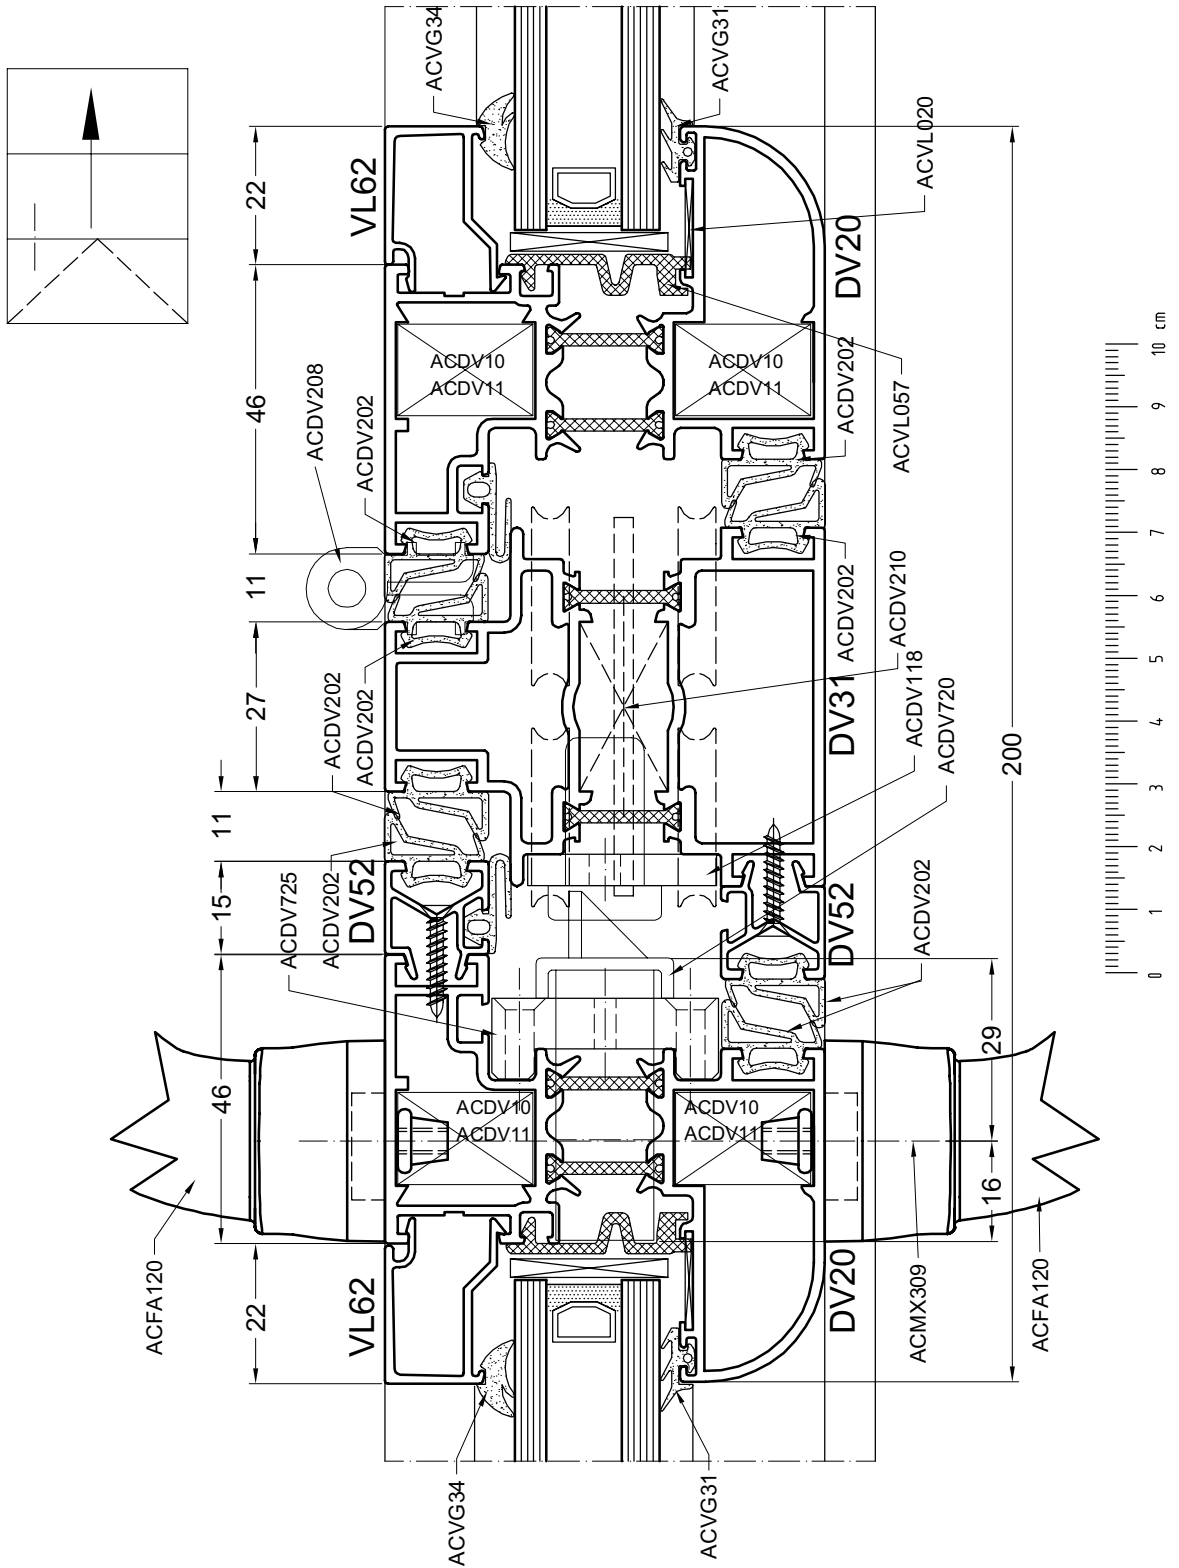 ACVG34
ACVG31
ACVL020
VL62
22
DV20
ACDV10
ACDV11
ACDV10
ACDV11
ACDV202
ACVL057
46
ACDV208
ACDV202
11
27
ACDV202
ACDV202
ACDV202
ACDV210
DV31
ACDV118
ACDV720
200
11
15
DV52
ACDV202
ACDV725
DV52
ACDV202
46
29
16
ACDV10
ACDV11
ACDV10
ACDV11
22
VL62
DV20
ACFA120
ACMX309
ACFA120
ACVG34
ACVG31
0
1
2
3
4
5
6
7
8
9
10 cm